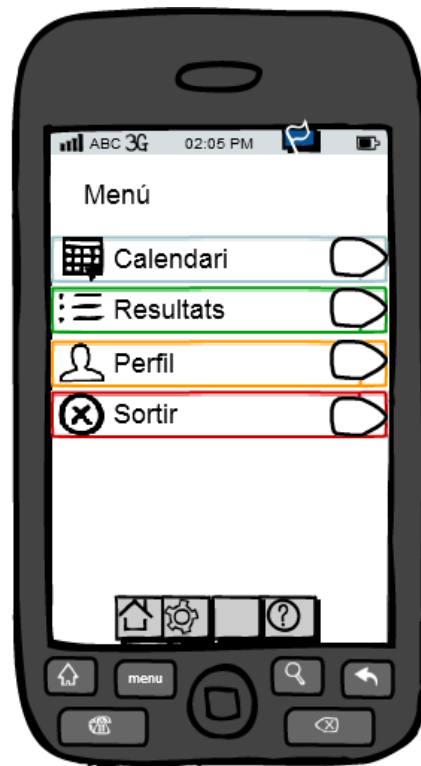 ABC 3G 02:05 PM
Menú
Calendari
Resultats
Perfil
Sortir
?
menu